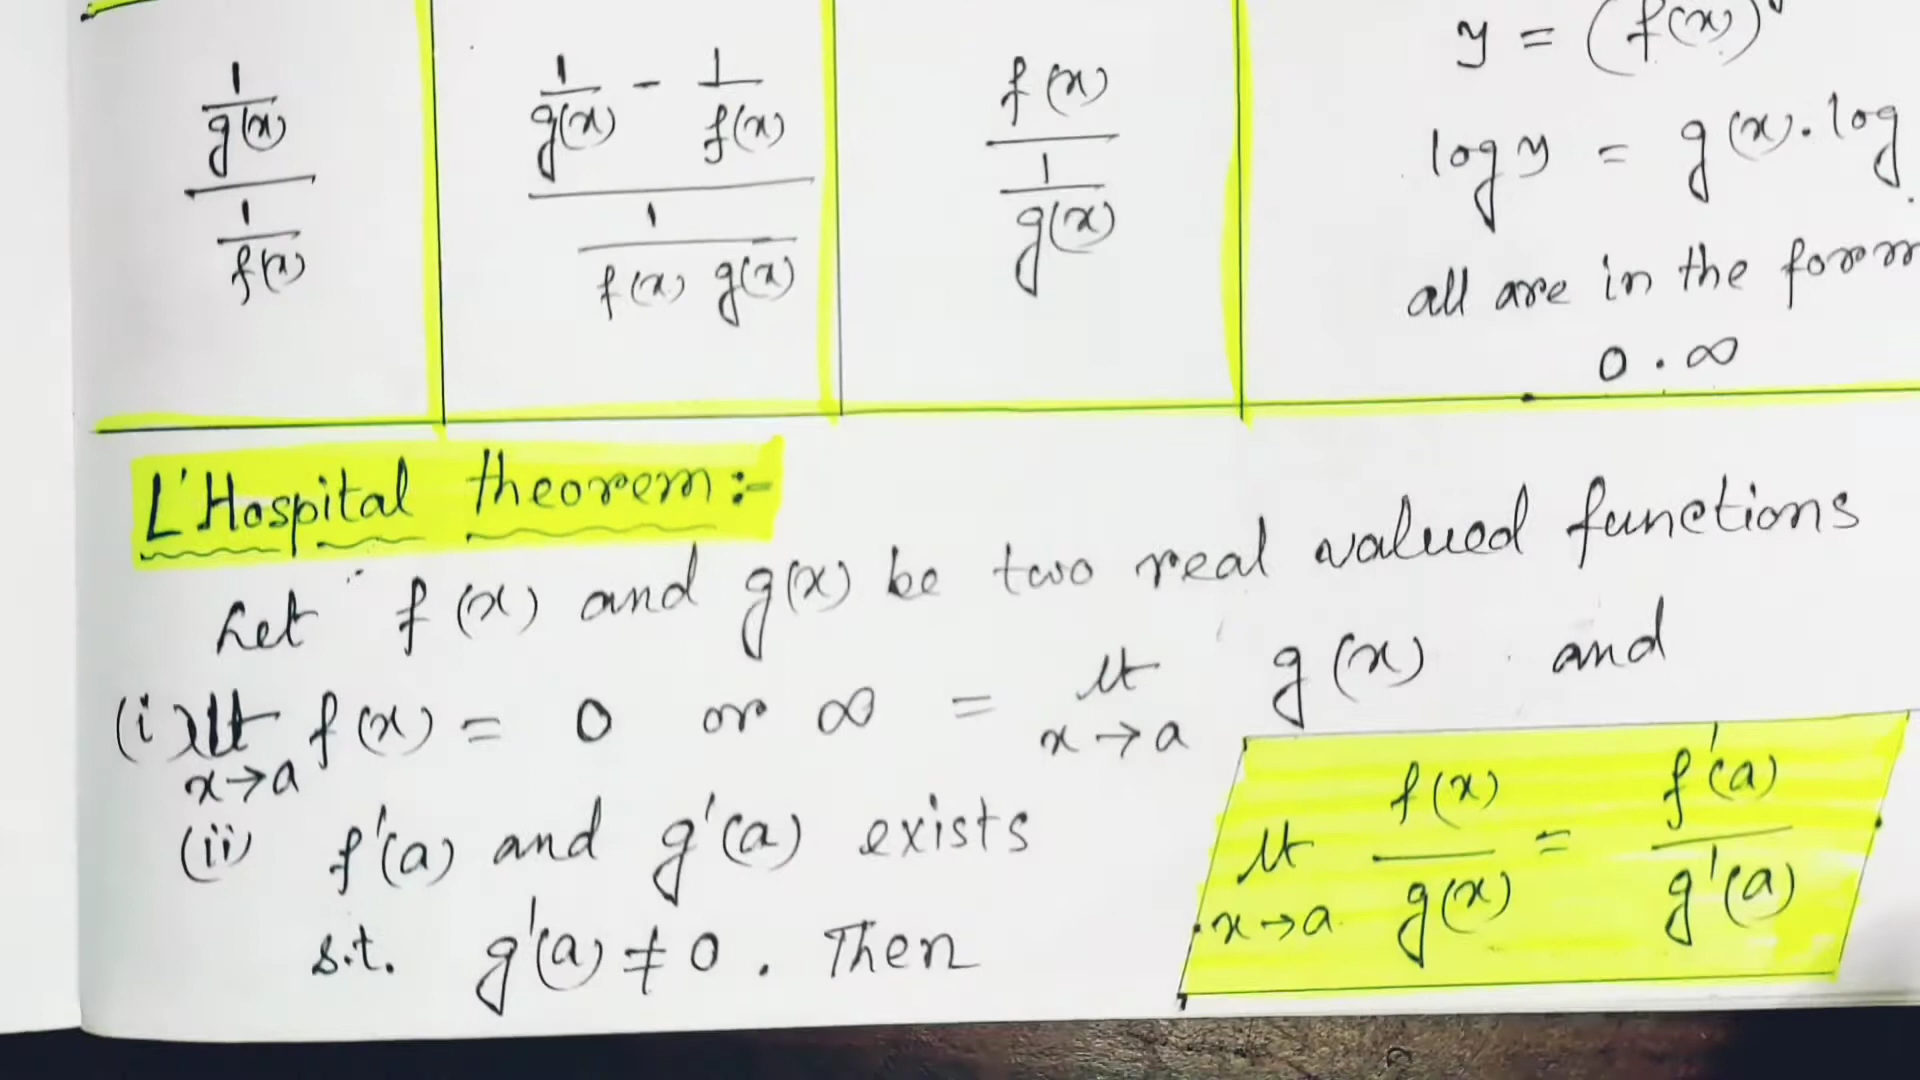 1/g(x) / 1/f(x)
1/g(x) - 1/f(x) / 1/f(x) g(x)
f(x) / 1/g(x)
y = (f(x))
log y = g(x). log
all are in the form
0 . ∞
L'Hospital theorem :-
Let f(x) and g(x) be two real valued functions
(i) lt x→a f(x) = 0 or ∞ = lt x→a g(x) and
(ii) f'(a) and g'(a) exists
s.t. g'(a) ≠ 0 . Then
lt x→a f(x)/g(x) = f'(a)/g'(a)